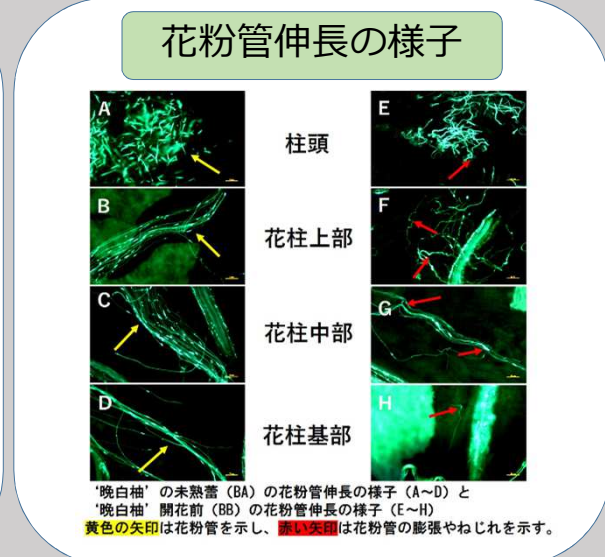 花粉管伸長の様子
A
E
柱頭
B
F
花柱上部
C
G
花柱中部
D
H
花柱基部
‘晩白柚’の未熟蕾（BA）の花粉管伸長の様子（A～D）と
‘晩白柚’開花前（BB）の花粉管伸長の様子（E～H）
黄色の矢印は花粉管を示し、赤い矢印は花粉管の膨張やねじれを示す。